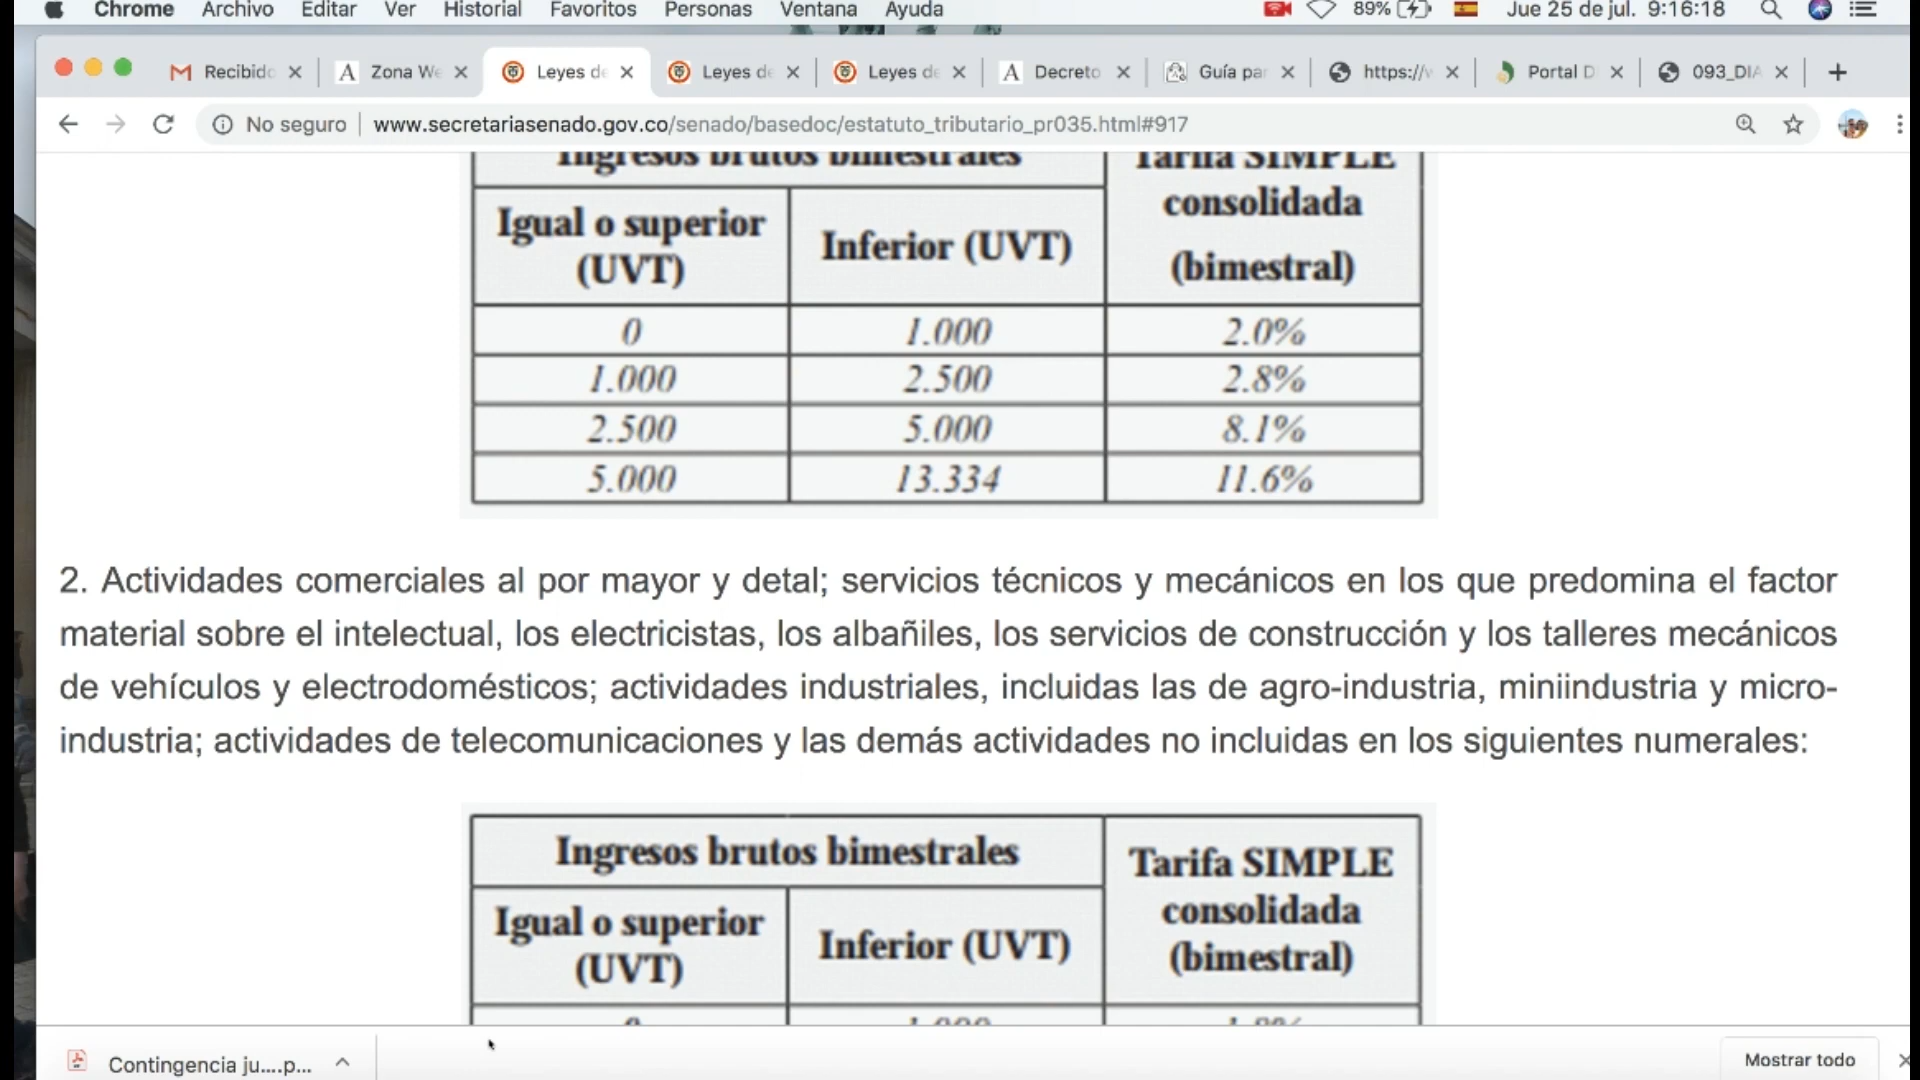 Chrome Archivo Editar Ver Historial Favoritos Personas Ventana Ayuda 89% Jue 25 de jul. 9:16:18
Recibido Zona We Leyes de Leyes de Leyes de Decreto Guía par https://w Portal D 093_DIA
No seguro www.secretariasenado.gov.co/senado/basedoc/estatuto_tributario_pr035.html#917
Ingresos brutos bimestrales Tarifa SIMPLE
consolidada
(bimestral)
Igual o superior
(UVT)
Inferior (UVT)
0 1.000 2.0%
1.000 2.500 2.8%
2.500 5.000 8.1%
5.000 13.334 11.6%
2. Actividades comerciales al por mayor y detal; servicios técnicos y mecánicos en los que predomina el factor
material sobre el intelectual, los electricistas, los albañiles, los servicios de construcción y los talleres mecánicos
de vehículos y electrodomésticos; actividades industriales, incluidas las de agro-industria, miniindustria y micro-
industria; actividades de telecomunicaciones y las demás actividades no incluidas en los siguientes numerales:
Ingresos brutos bimestrales Tarifa SIMPLE
consolidada
(bimestral)
Igual o superior
(UVT)
Inferior (UVT)
Contingencia ju....p... Mostrar todo